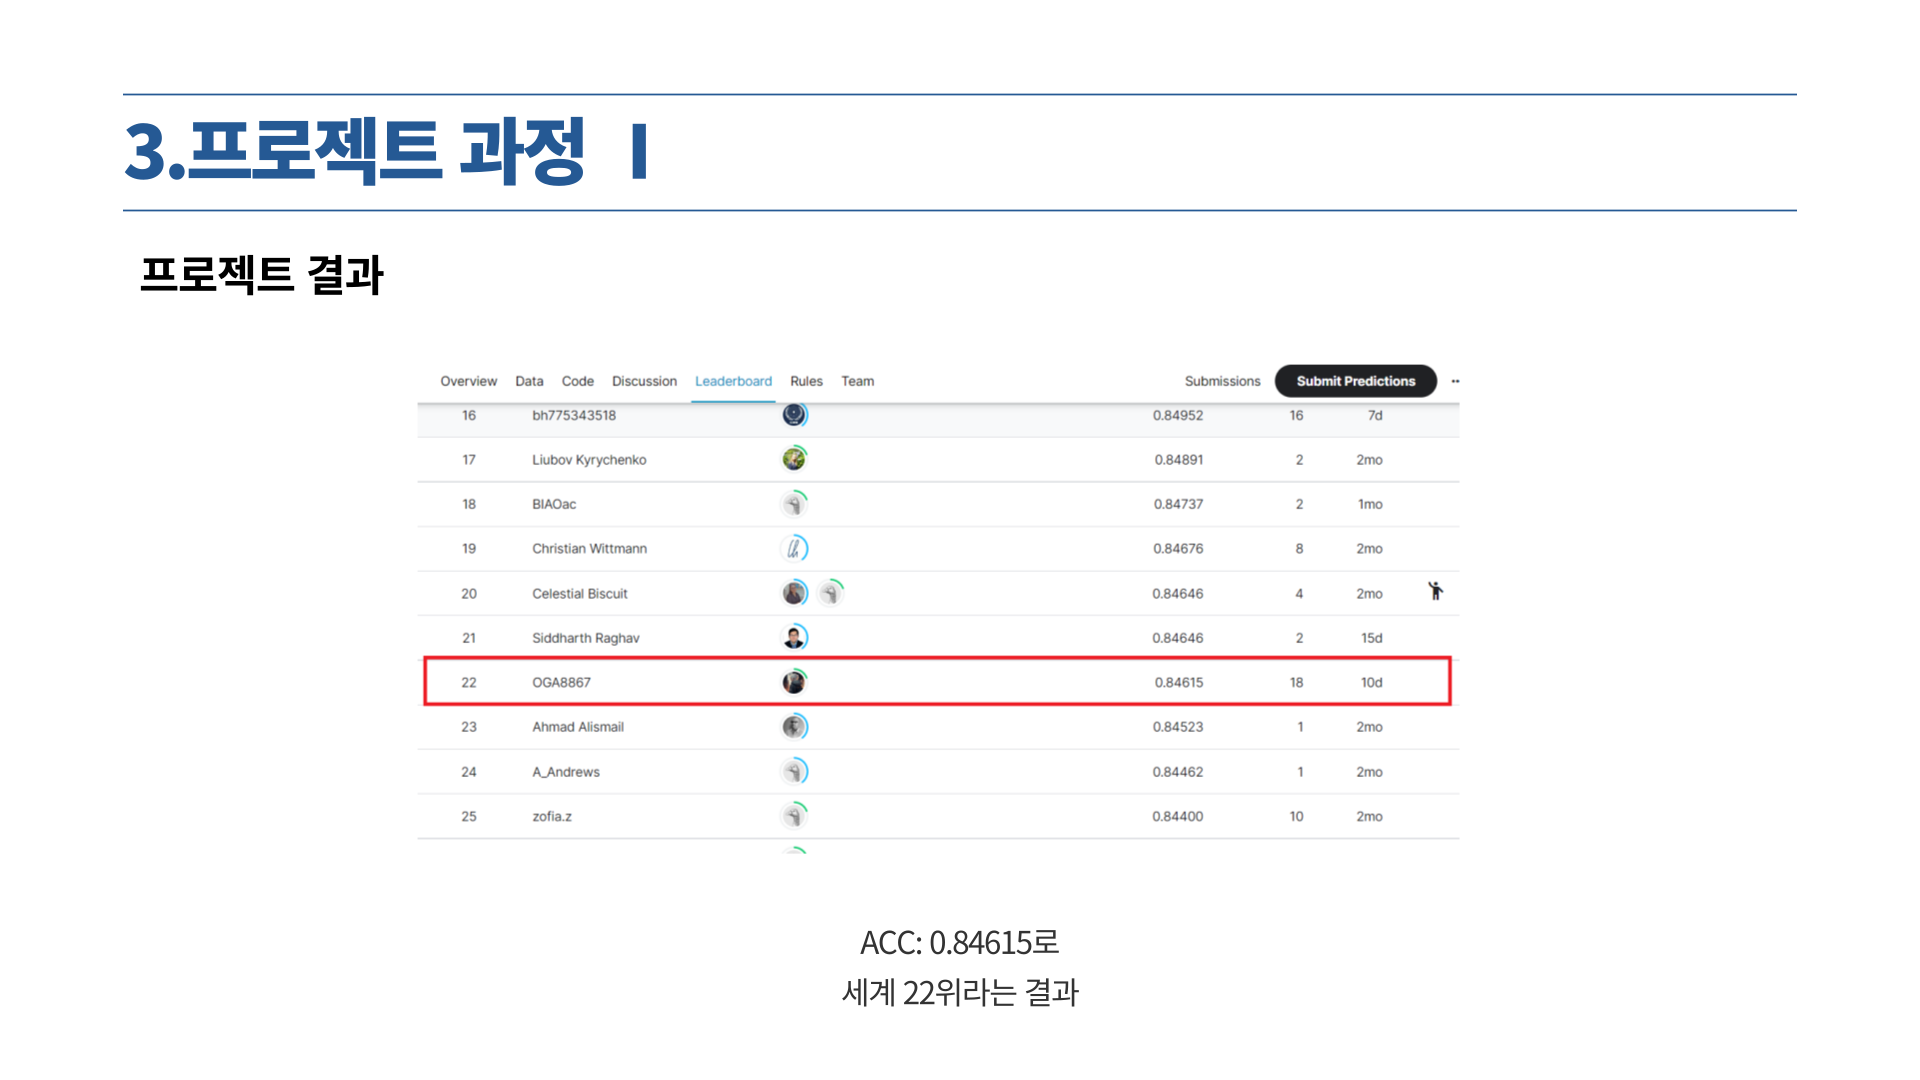 3.프로젝트 과정 Ⅰ
프로젝트 결과
Overview Data Code Discussion Leaderboard Rules Team Submissions Submit Predictions
16 bh775343518 0.84952 16 7d
17 Liubov Kyrychenko 0.84891 2 2mo
18 BIAOac 0.84737 2 1mo
19 Christian Wittmann 0.84676 8 2mo
20 Celestial Biscuit 0.84646 4 2mo
21 Siddharth Raghav 0.84646 2 15d
22 OGA8867 0.84615 18 10d
23 Ahmad Alismail 0.84523 1 2mo
24 A_Andrews 0.84462 1 2mo
25 zofia.z 0.84400 10 2mo
ACC: 0.84615로
세계 22위라는 결과